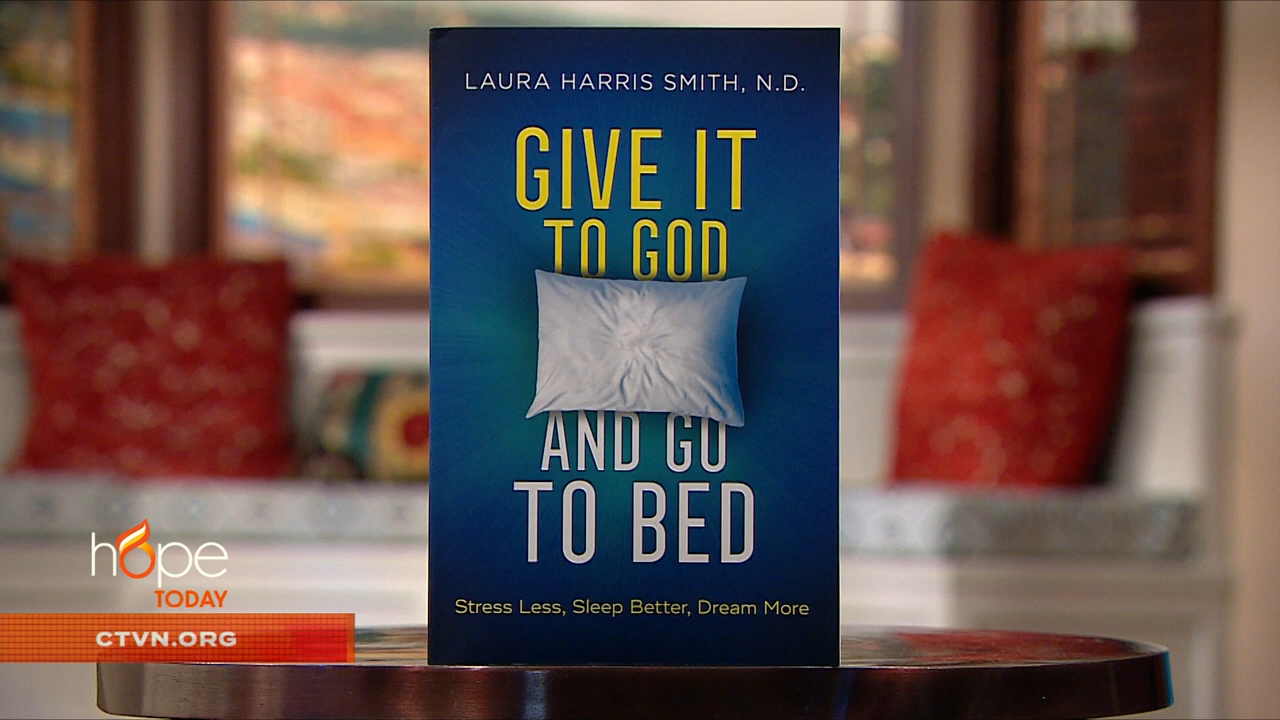 LAURA HARRIS SMITH, N.D.
GIVE IT
TO GOD
AND GO
TO BED
Stress Less, Sleep Better, Dream More
hope
TODAY
CTVN.ORG